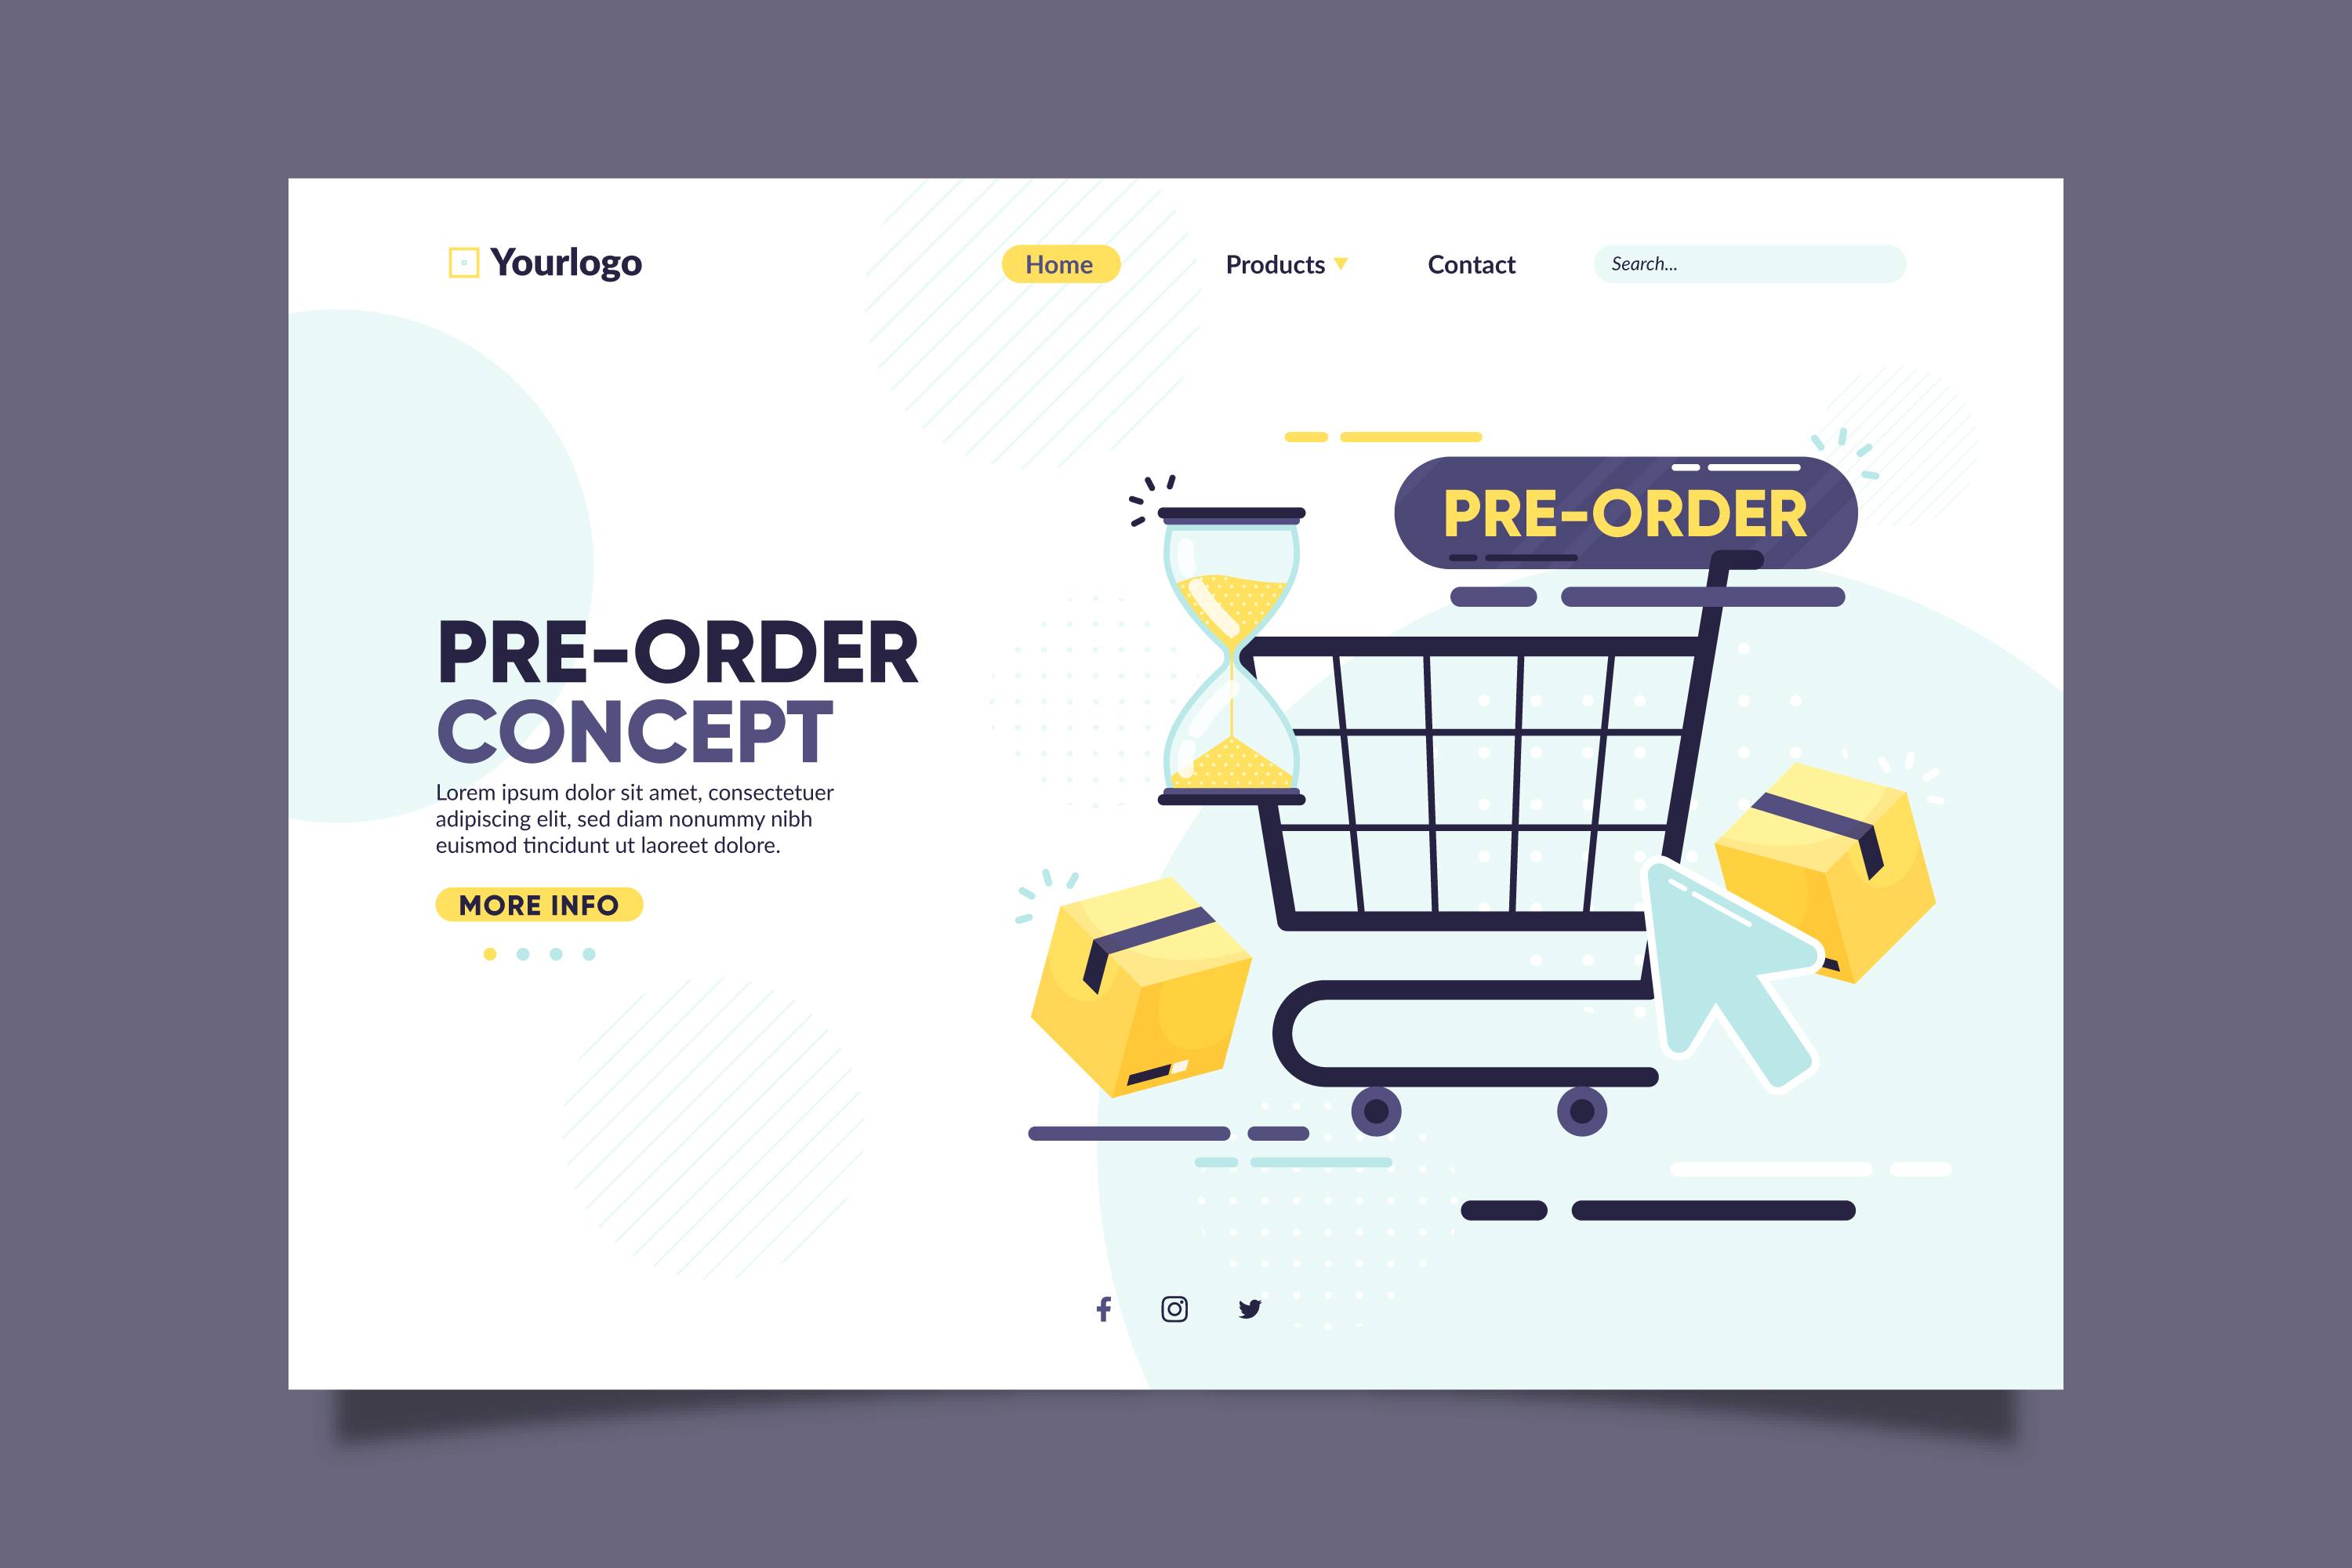 Yourlogo
Home
Products
Contact
Search...
PRE-ORDER
PRE-ORDER
CONCEPT
Lorem ipsum dolor sit amet, consectetuer
adipiscing elit, sed diam nonummy nibh
euismod tincidunt ut laoreet dolore.
MORE INFO